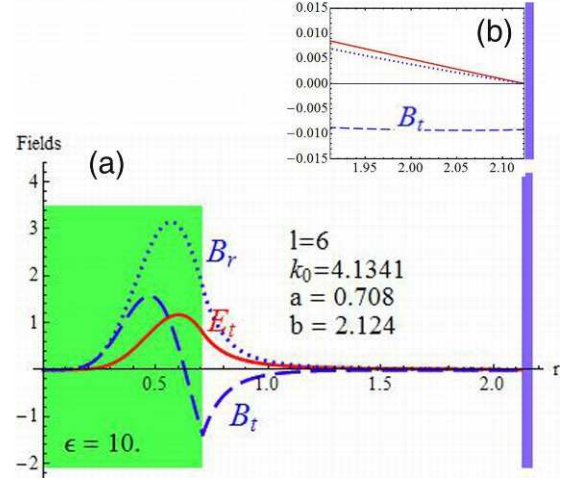 (b)
0.015
0.010
0.005
0.000
−0.005
−0.010
−0.015
B_t
1.95 2.00 2.05 2.10
Fields
(a)
4
3
2
1
−1
−2
l=6
k_0=4.1341
a = 0.708
b = 2.124
B_r
E_t
B_t
ϵ = 10.
0.5 1.0 1.5 2.0 r